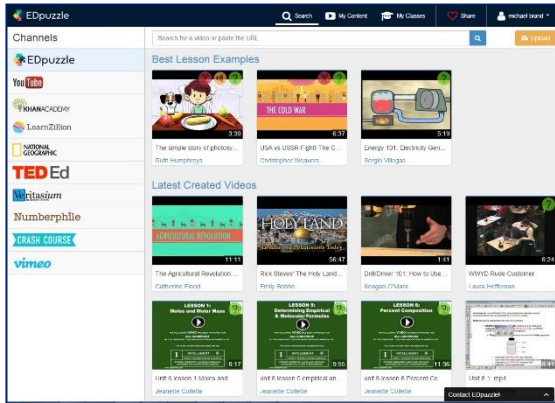 EDpuzzle
Search
My Content
My Classes
Share
michael brand
Channels
Search for a video or paste the URL
Upload
EDpuzzle
YouTube
KHANACADEMY
LearnZillion
NATIONAL
GEOGRAPHIC
TED Ed
Veritasium
Numberphile
CRASH COURSE
vimeo
Best Lesson Examples
3:39
The simple story of photosy...
Ruth Humphreys
THE COLD WAR
6:37
USA vs USSR Fight! The C...
Christopher Weavers
5:19
Energy 101: Electricity Gen...
Sergio Villegas
Latest Created Videos
AGRICULTURAL REVOLUTION
11:11
The Agricultural Revolution:...
Catherine Flood
HOLY LAND
56:47
Rick Steves' The Holy Land...
Emily Bobbo...
1:41
Drill/Driver 101: How to Use...
Keagan O'Mara
6:24
WWYD Rude Customer
Laura Heffernan
LESSON 1:
Moles and Molar Mass
8:17
Unit 6 lesson 1 Moles and
Jeanette Collette
LESSON 5:
Determining Empirical
& Molecular Formulas
9:56
unit 6 lesson 5 empirical an...
Jeanette Collette
LESSON 6:
Percent Composition
11:36
unit 6 lesson 6 Percent Co...
Jeanette Collette
Unit 6 1.mp4
Contact EDpuzzle!